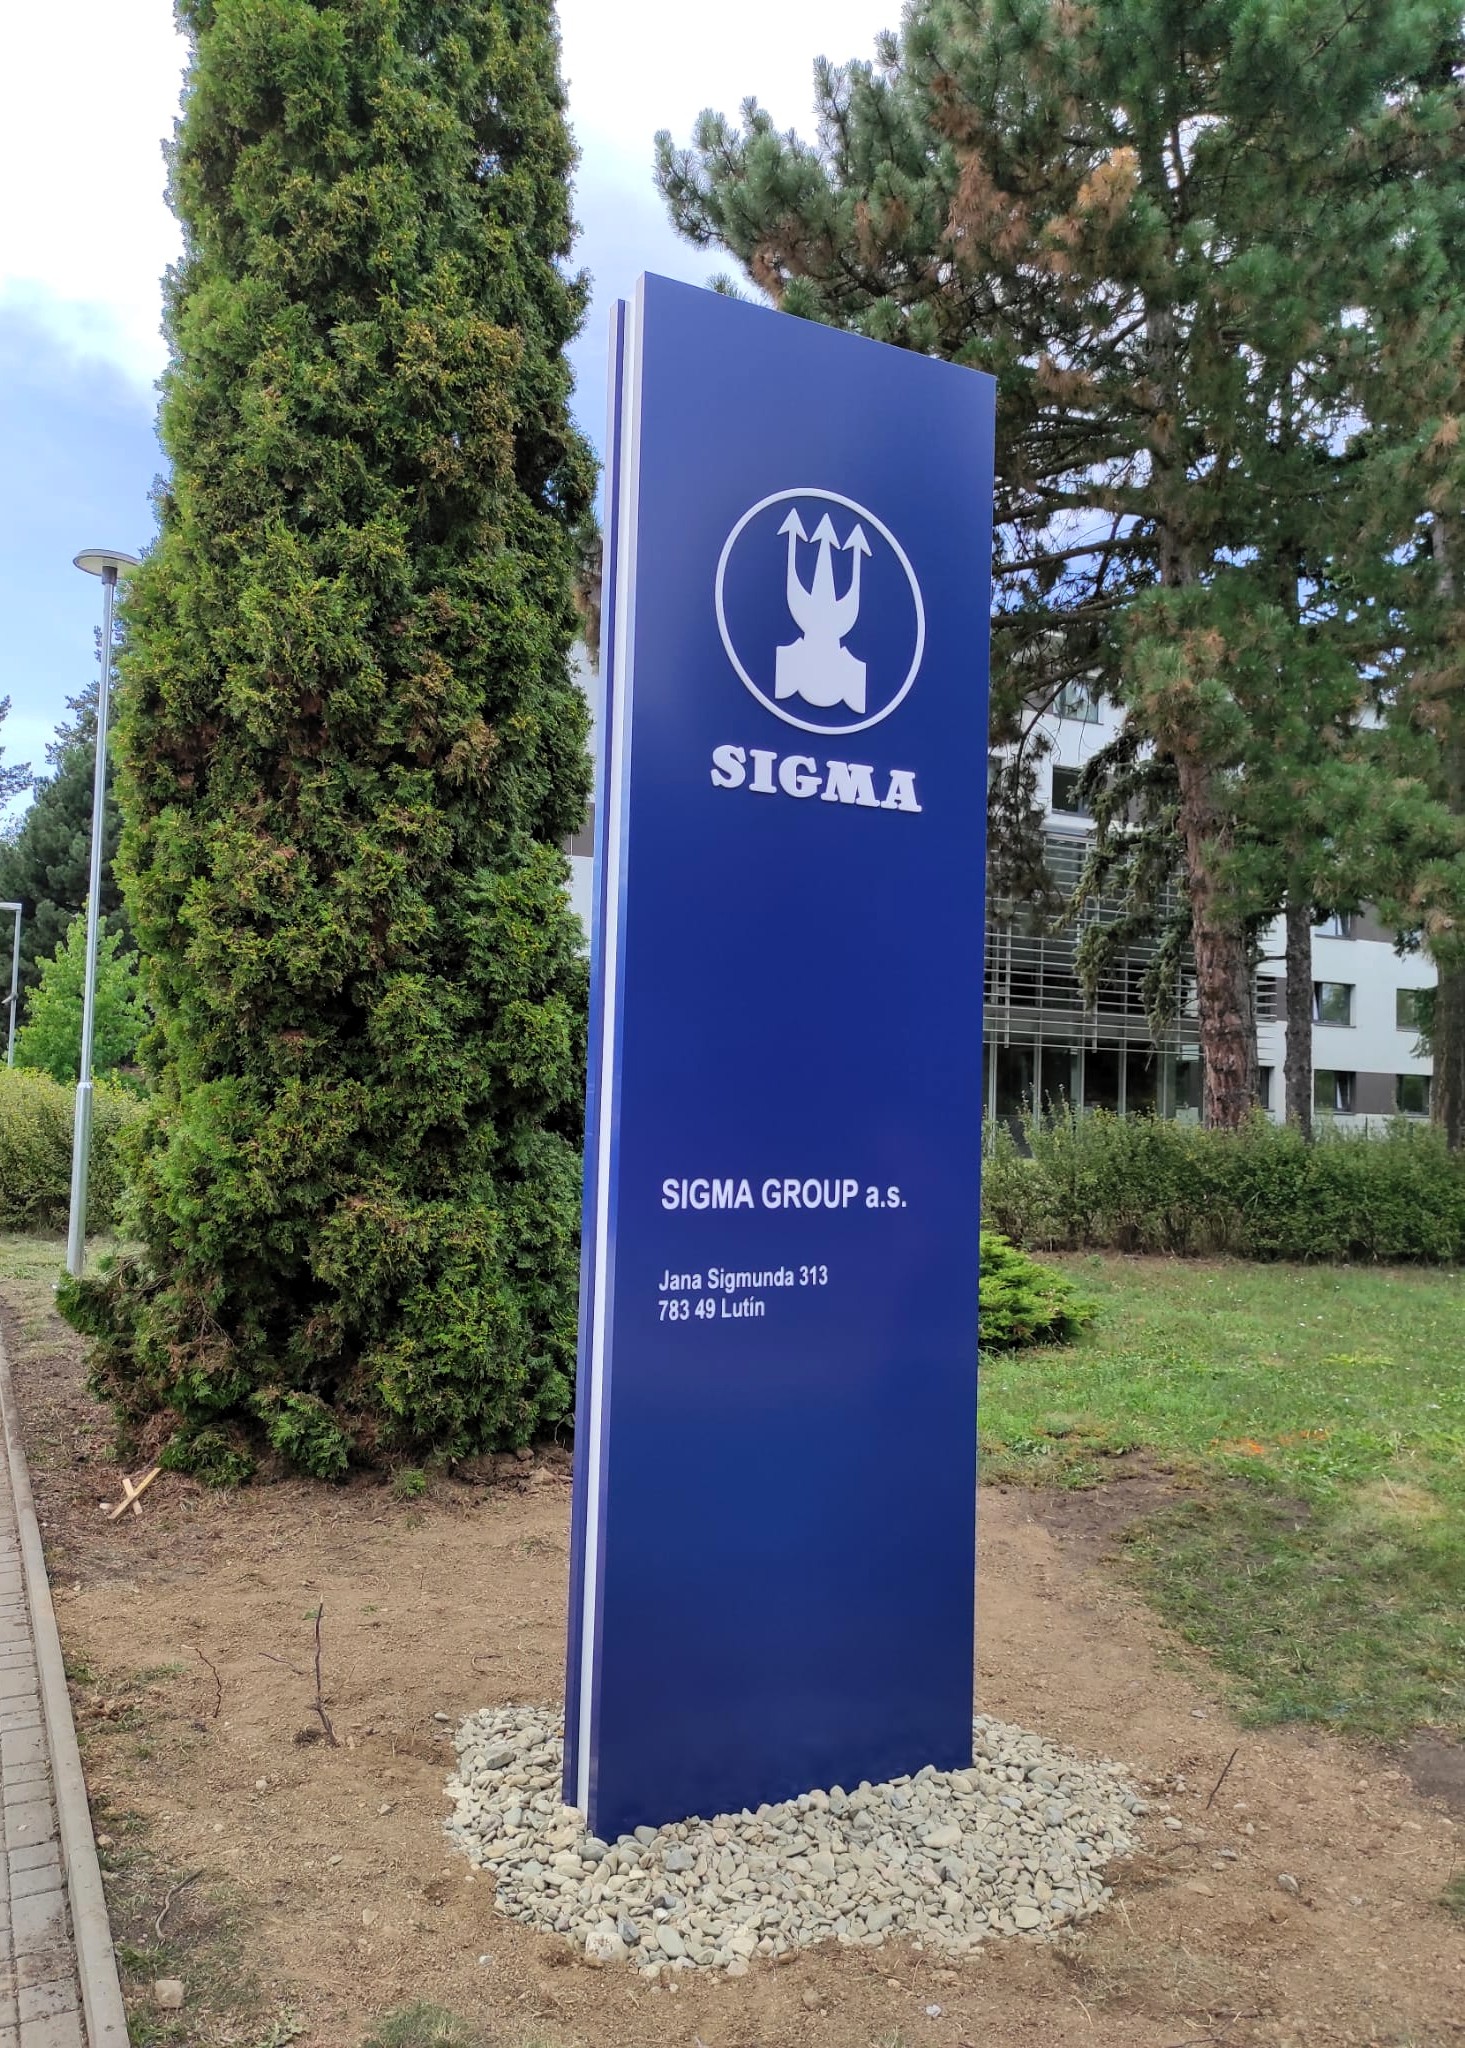 SIGMA
SIGMA GROUP a.s.
Jana Sigmunda 313
783 49 Lutín